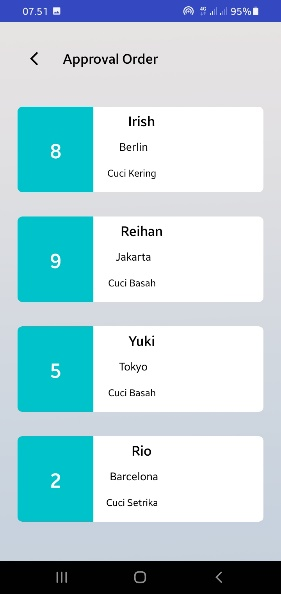 07.51
4G
95%
Approval Order
8
Irish
Berlin
Cuci Kering
9
Reihan
Jakarta
Cuci Basah
5
Yuki
Tokyo
Cuci Basah
2
Rio
Barcelona
Cuci Setrika